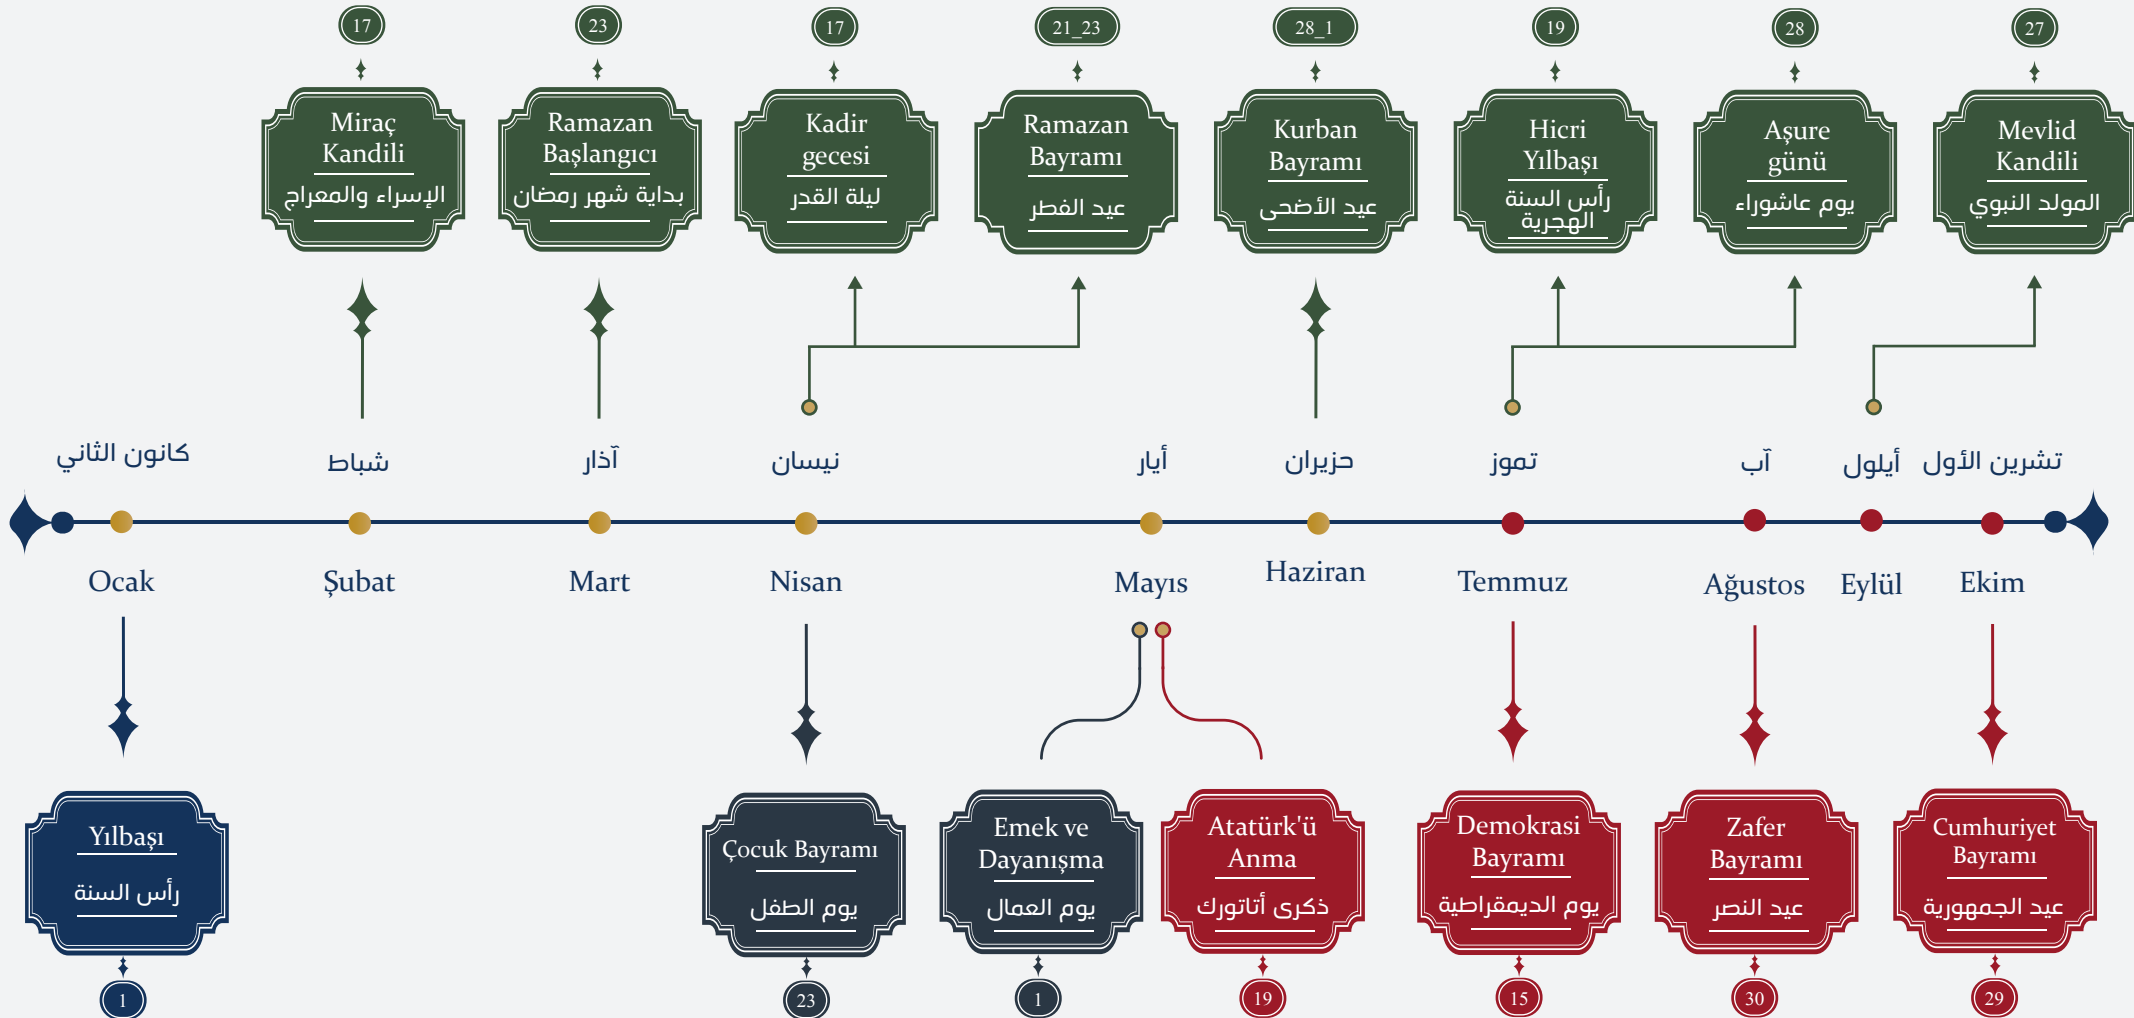 17
Miraç
Kandili
الإسراء والمعراج
23
Ramazan
Başlangıcı
بداية شهر رمضان
17
Kadir
gecesi
ليلة القدر
21_23
Ramazan
Bayramı
عيد الفطر
28_1
Kurban
Bayramı
عيد الأضحى
19
Hicri
Yılbaşı
رأس السنة
الهجرية
28
Aşure
günü
يوم عاشوراء
27
Mevlid
Kandili
المولد النبوي
كانون الثاني
شباط
آذار
نيسان
أيار
حزيران
تموز
آب
أيلول
تشرين الأول
Ocak
Şubat
Mart
Nisan
Mayıs
Haziran
Temmuz
Ağustos
Eylül
Ekim
Yılbaşı
رأس السنة
1
Çocuk Bayramı
يوم الطفل
23
Emek ve
Dayanışma
يوم العمال
1
Atatürk'ü
Anma
ذكرى أتاتورك
19
Demokrasi
Bayramı
يوم الديمقراطية
15
Zafer
Bayramı
عيد النصر
30
Cumhuriyet
Bayramı
عيد الجمهورية
29